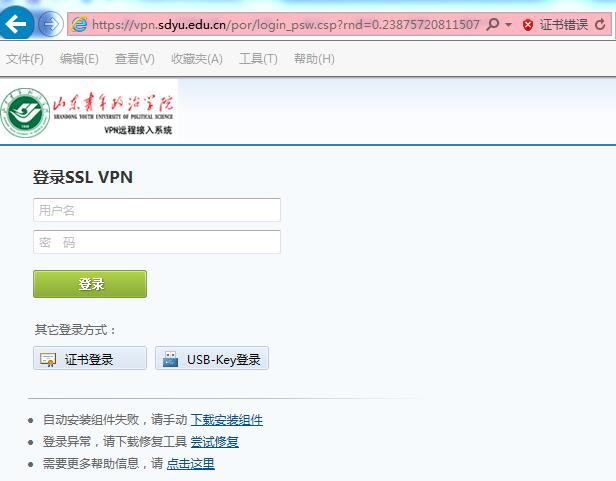 https://vpn.sdyu.edu.cn/por/login_psw.csp?rnd=0.23875720811507 证书错误
文件(F) 编辑(E) 查看(V) 收藏夹(A) 工具(T) 帮助(H)
山东青年政治学院
SHANDONG YOUTH UNIVERSITY OF POLITICAL SCIENCE
VPN远程接入系统
登录SSL VPN
用户名
密 码
登录
其它登录方式：
证书登录 USB-Key登录
自动安装组件失败，请手动 下载安装组件
登录异常，请下载修复工具 尝试修复
需要更多帮助信息，请 点击这里